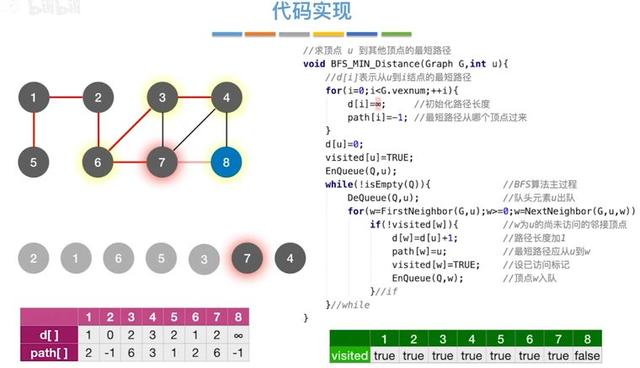 代码实现
//求顶点 u 到其他顶点的最短路径
void BFS_MIN_Distance(Graph G,int u){
//d[i]表示从u到i结点的最短路径
for(i=0;i<G.vexnum;++i){
d[i]=∞; //初始化路径长度
path[i]=-1; //最短路径从哪个顶点过来
}
d[u]=0;
visited[u]=TRUE;
EnQueue(Q,u);
while(!isEmpty(Q)){ //BFS算法主过程
DeQueue(Q,u); //队头元素u出队
for(w=FirstNeighbor(G,u);w>=0;w=NextNeighbor(G,u,w))
if(!visited[w]){ //w为u的尚未访问的邻接顶点
d[w]=d[u]+1; //路径长度加1
path[w]=u; //最短路径应从u到w
visited[w]=TRUE; //设已访问标记
EnQueue(Q,w); //顶点w入队
}//if
}//while
}
1 2 3 4
5 6 7 8
2 1 6 5 3 7 4
1 2 3 4 5 6 7 8
d[ ] 1 0 2 3 2 1 2 ∞
path[ ] 2 -1 6 3 1 2 6 -1
1 2 3 4 5 6 7 8
visited true true true true true true true false